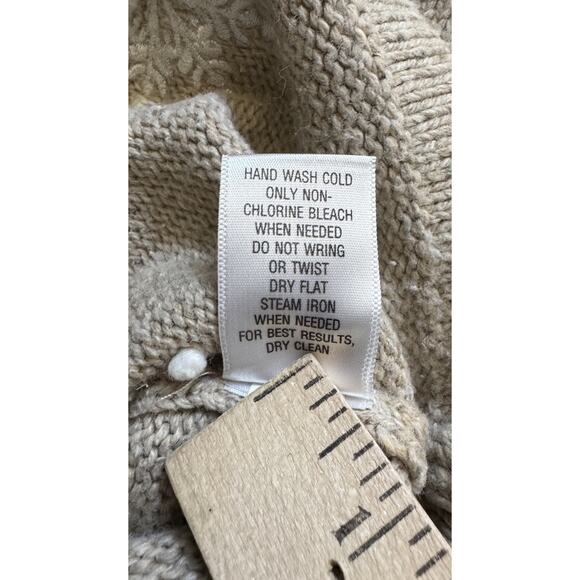 HAND WASH COLD
ONLY NON-
CHLORINE BLEACH
WHEN NEEDED
DO NOT WRING
OR TWIST
DRY FLAT
STEAM IRON
WHEN NEEDED
FOR BEST RESULTS,
DRY CLEAN